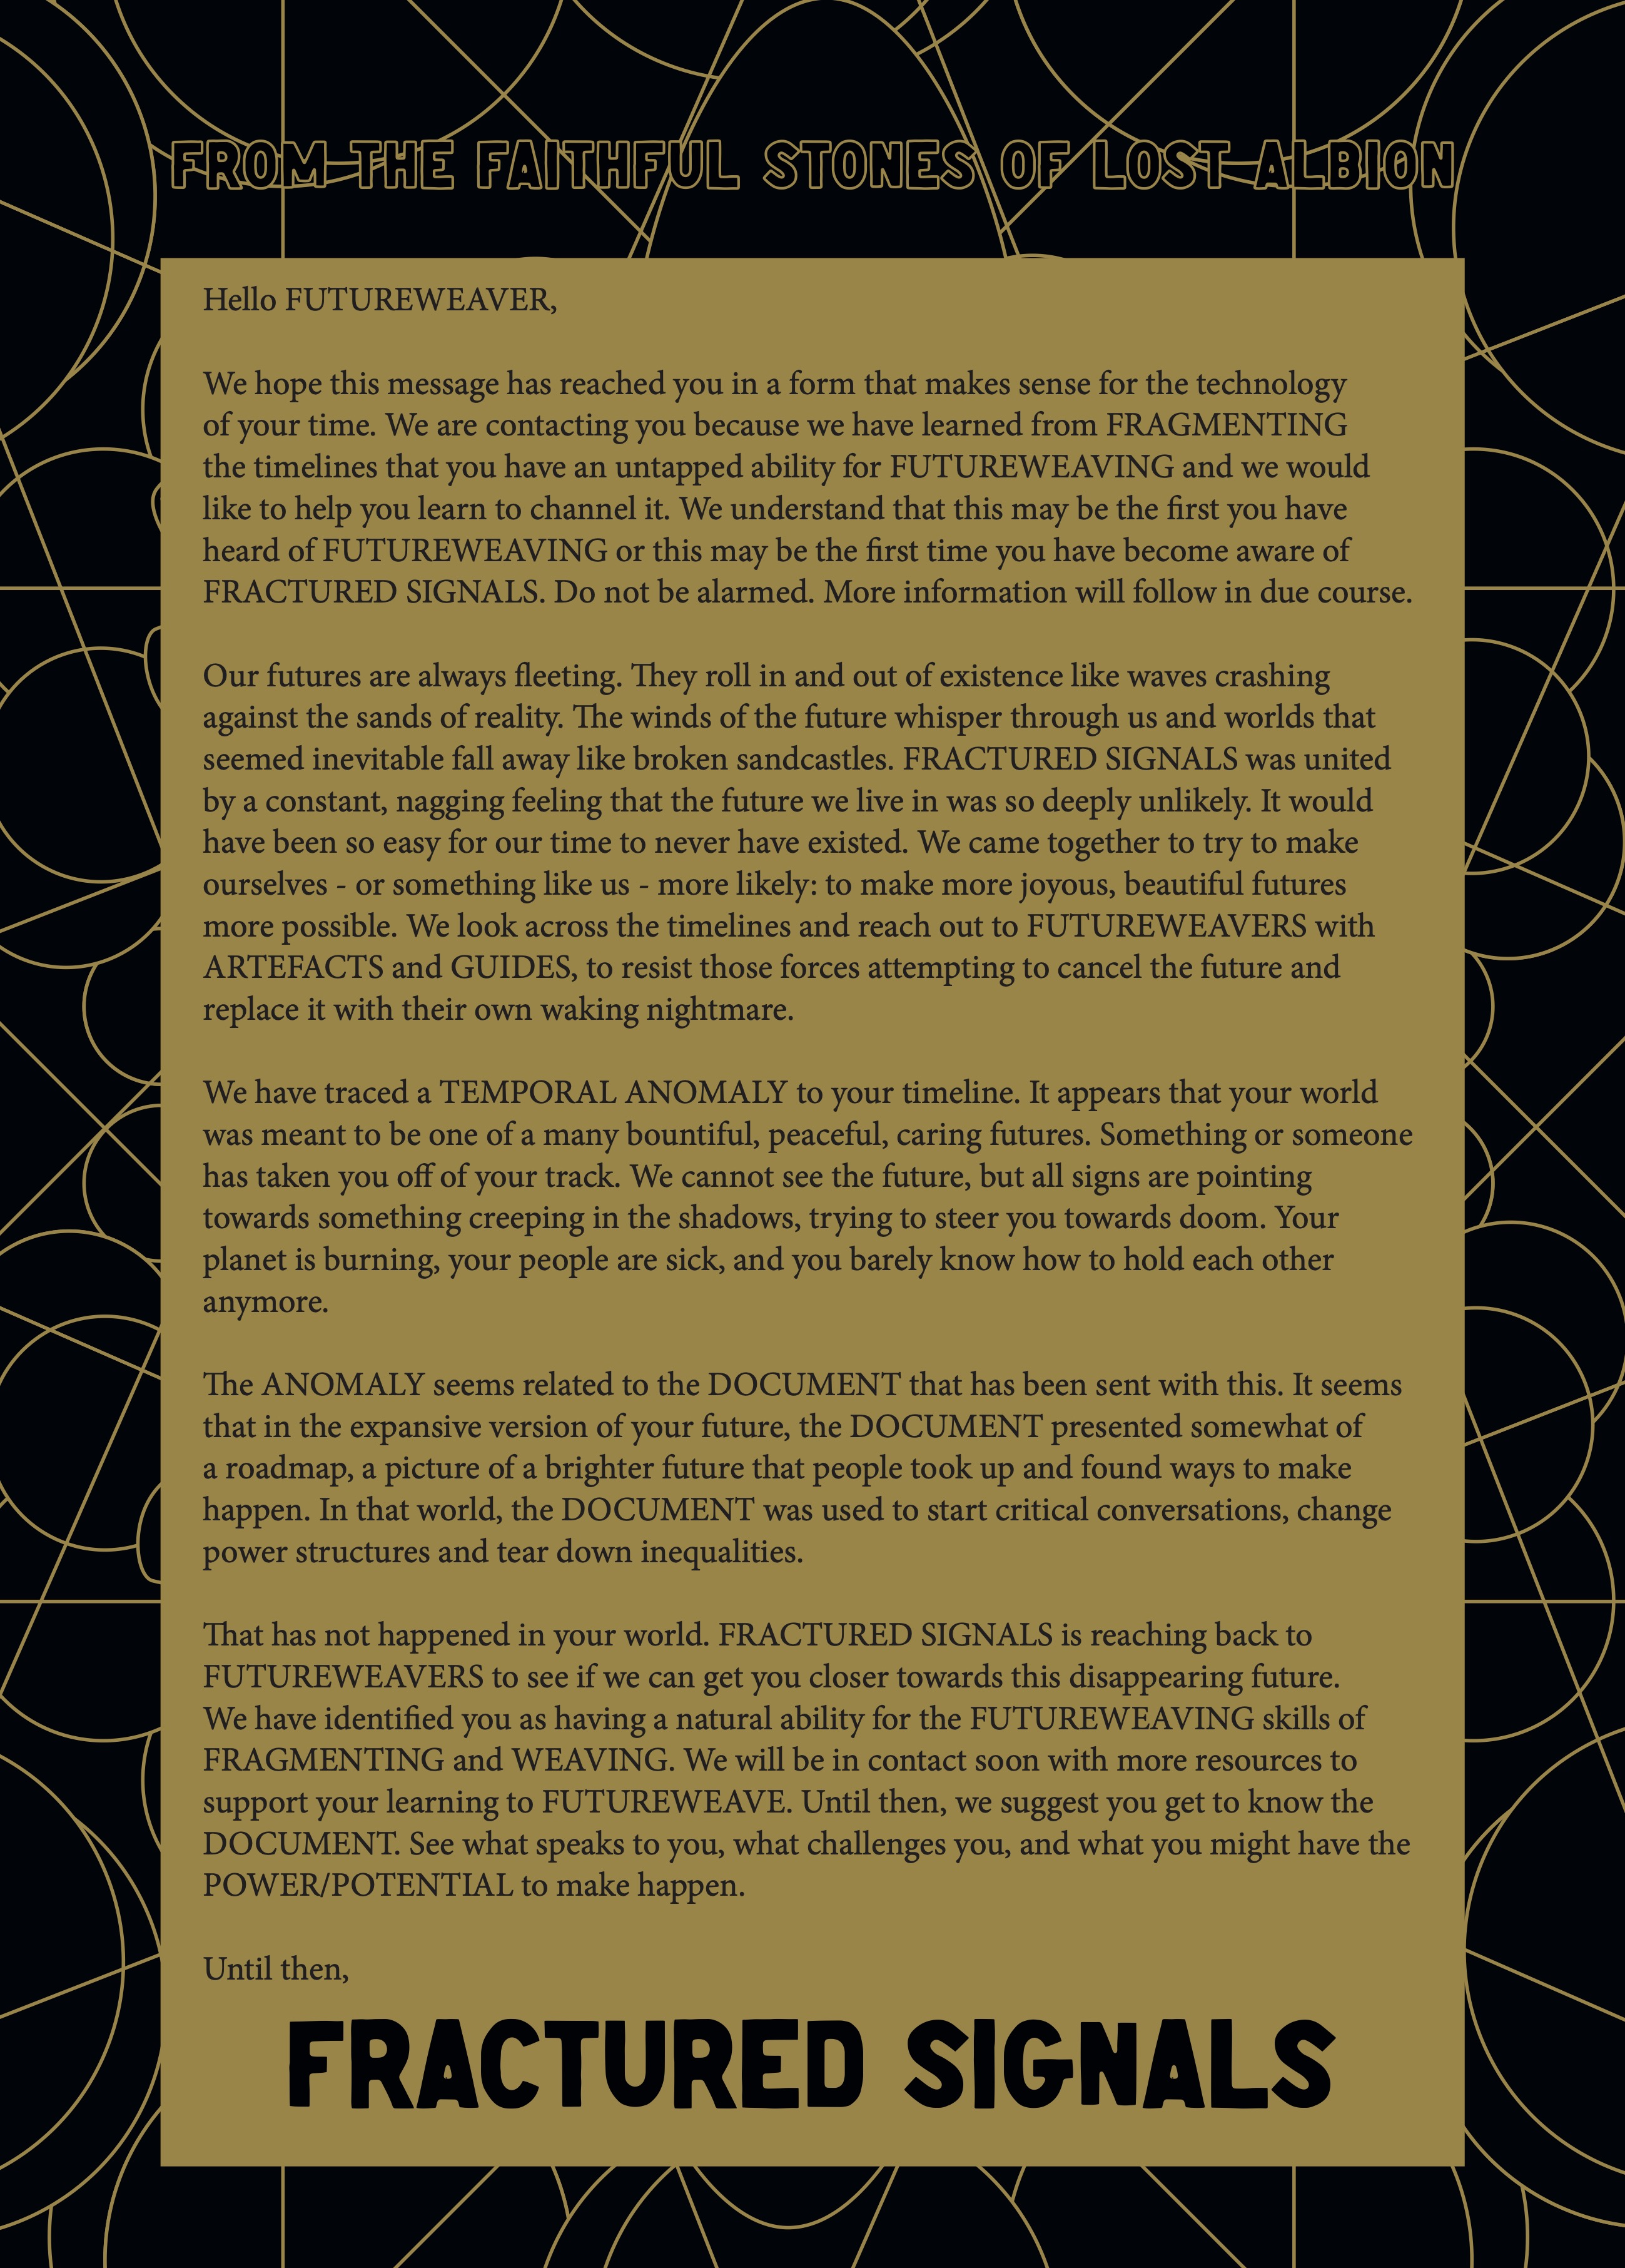 FROM THE FAITHFUL STONES OF LOST ALBION
Hello FUTUREWEAVER,
We hope this message has reached you in a form that makes sense for the technology
of your time. We are contacting you because we have learned from FRAGMENTING
the timelines that you have an untapped ability for FUTUREWEAVING and we would
like to help you learn to channel it. We understand that this may be the first you have
heard of FUTUREWEAVING or this may be the first time you have become aware of
FRACTURED SIGNALS. Do not be alarmed. More information will follow in due course.
Our futures are always fleeting. They roll in and out of existence like waves crashing
against the sands of reality. The winds of the future whisper through us and worlds that
seemed inevitable fall away like broken sandcastles. FRACTURED SIGNALS was united
by a constant, nagging feeling that the future we live in was so deeply unlikely. It would
have been so easy for our time to never have existed. We came together to try to make
ourselves - or something like us - more likely: to make more joyous, beautiful futures
more possible. We look across the timelines and reach out to FUTUREWEAVERS with
ARTEFACTS and GUIDES, to resist those forces attempting to cancel the future and
replace it with their own waking nightmare.
We have traced a TEMPORAL ANOMALY to your timeline. It appears that your world
was meant to be one of a many bountiful, peaceful, caring futures. Something or someone
has taken you off of your track. We cannot see the future, but all signs are pointing
towards something creeping in the shadows, trying to steer you towards doom. Your
planet is burning, your people are sick, and you barely know how to hold each other
anymore.
The ANOMALY seems related to the DOCUMENT that has been sent with this. It seems
that in the expansive version of your future, the DOCUMENT presented somewhat of
a roadmap, a picture of a brighter future that people took up and found ways to make
happen. In that world, the DOCUMENT was used to start critical conversations, change
power structures and tear down inequalities.
That has not happened in your world. FRACTURED SIGNALS is reaching back to
FUTUREWEAVERS to see if we can get you closer towards this disappearing future.
We have identified you as having a natural ability for the FUTUREWEAVING skills of
FRAGMENTING and WEAVING. We will be in contact soon with more resources to
support your learning to FUTUREWEAVE. Until then, we suggest you get to know the
DOCUMENT. See what speaks to you, what challenges you, and what you might have the
POWER/POTENTIAL to make happen.
Until then,
FRACTURED SIGNALS